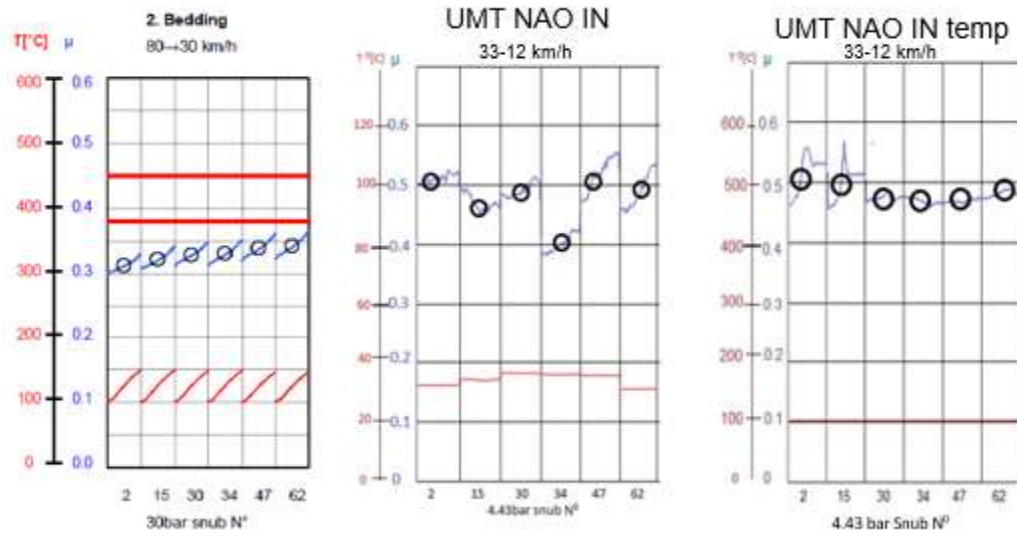 2. Bedding
80→30 km/h
T[°C] μ
600 0.6
500 0.5
400 0.4
300 0.3
200 0.2
100 0.1
0 0.0
2 15 30 34 47 62
30bar snub N°
UMT NAO IN
33-12 km/h
μ
120 0.6
100 0.5
80 0.4
60 0.3
40 0.2
20 0.1
0 0
2 15 30 34 47 62
4.43bar snub N⁰
UMT NAO IN temp
33-12 km/h
μ
600 0.6
500 0.5
400 0.4
300 0.3
200 0.2
100 0.1
0 0
2 15 30 34 47 62
4.43 bar Snub N⁰